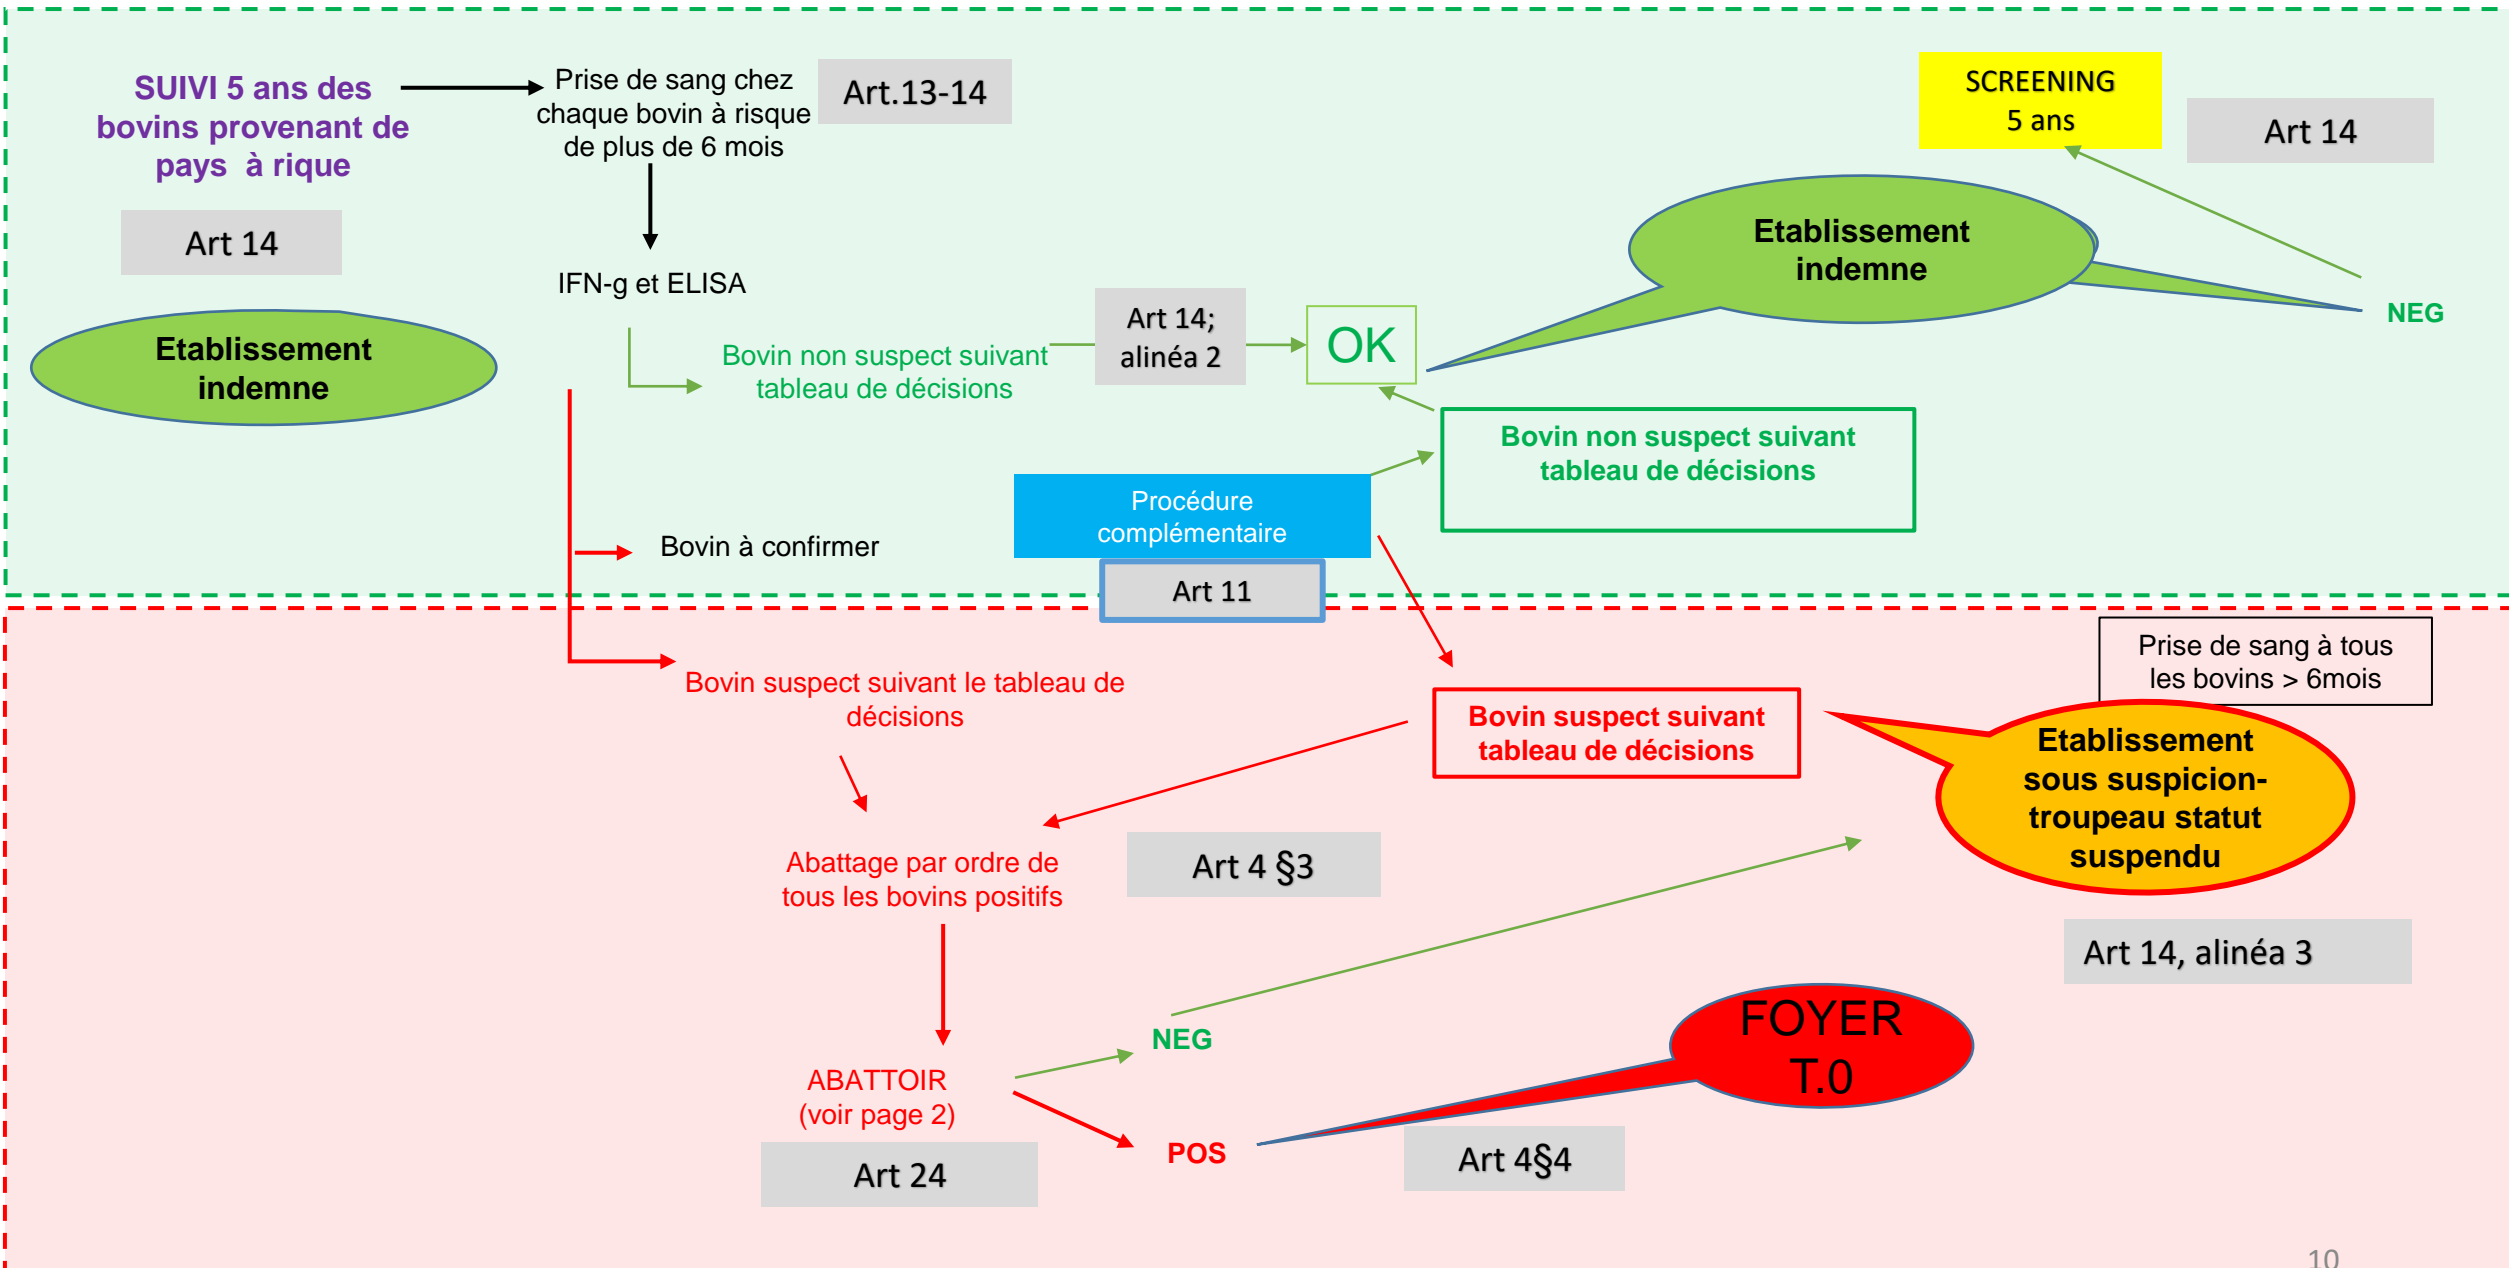 SUIVI 5 ans des
bovins provenant de
pays  à rique
Art 14
Etablissement
indemne
Prise de sang chez
chaque bovin à risque
de plus de 6 mois
Art.13-14
IFN-g et ELISA
Bovin non suspect suivant
tableau de décisions
Art 14;
alinéa 2
OK
Etablissement
indemne
SCREENING
5 ans
Art 14
NEG
Bovin non suspect suivant
tableau de décisions
Procédure
complémentaire
Art 11
Bovin à confirmer
Bovin suspect suivant le tableau de
décisions
Bovin suspect suivant
tableau de décisions
Prise de sang à tous
les bovins > 6mois
Etablissement
sous suspicion-
troupeau statut
suspendu
Art 14, alinéa 3
Abattage par ordre de
tous les bovins positifs
Art 4 §3
ABATTOIR
(voir page 2)
Art 24
NEG
POS
FOYER
T.0
Art 4§4
10